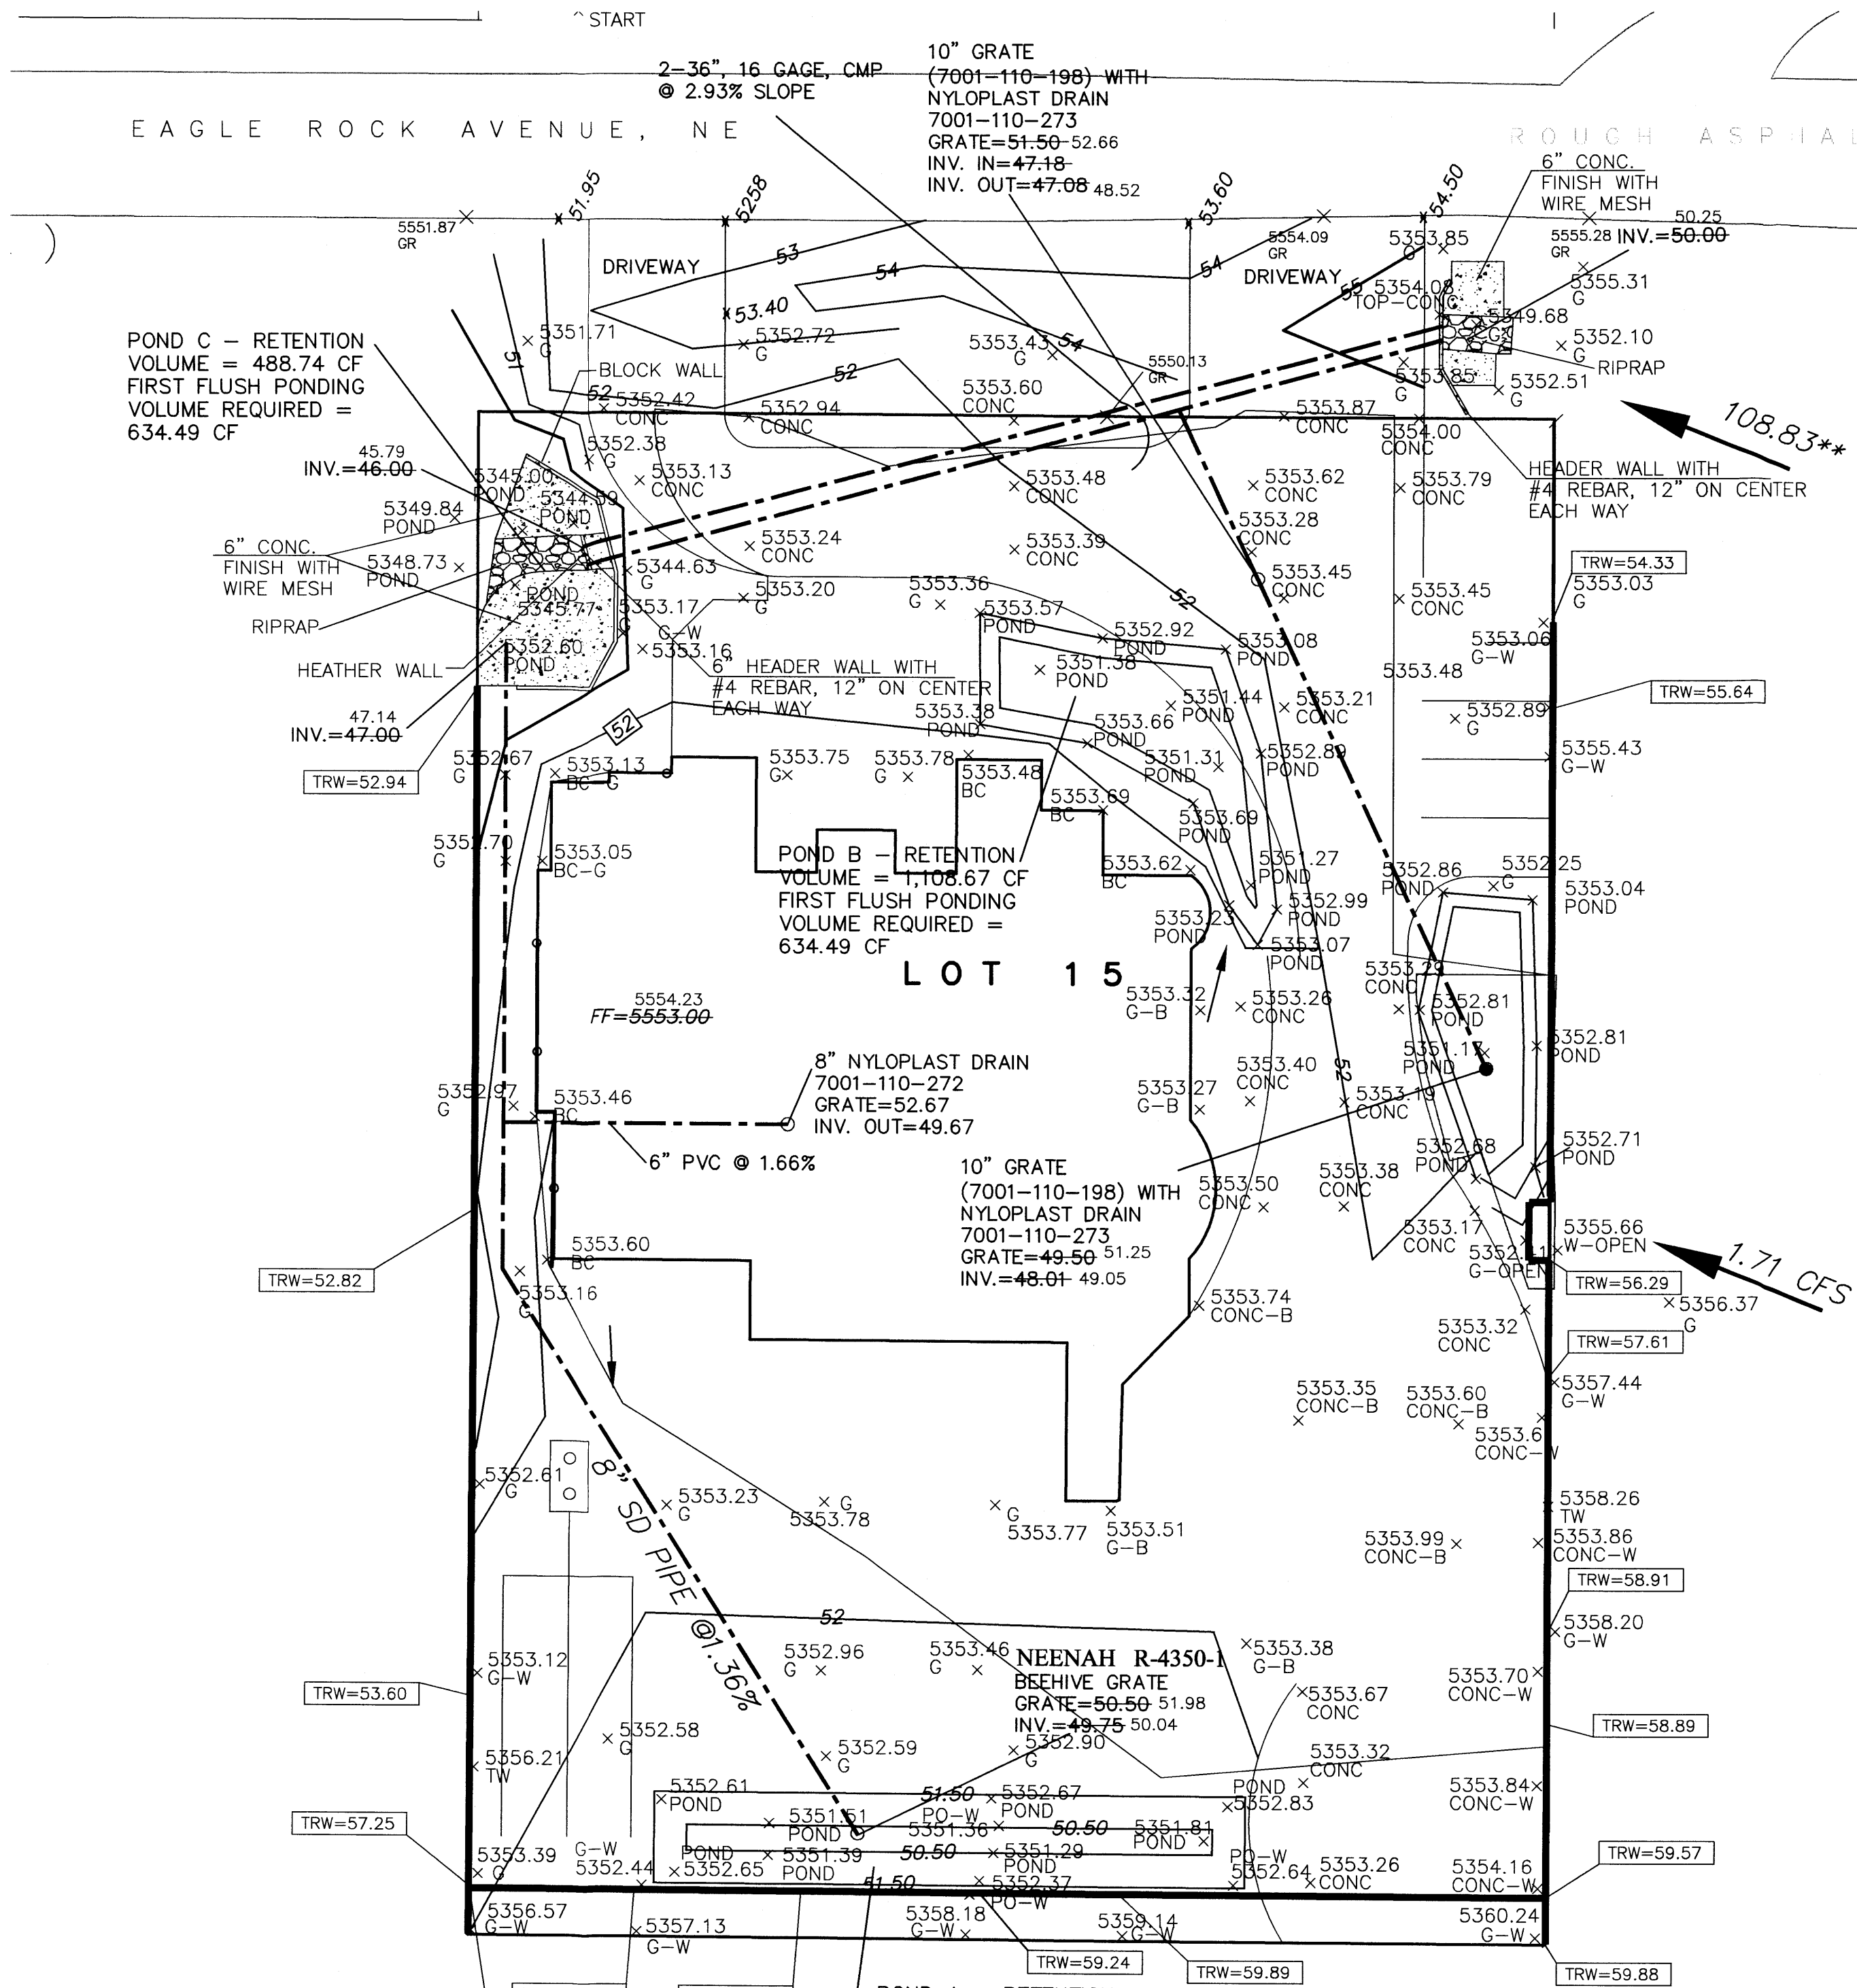 ^ START
2-36", 16 GAGE, CMP
@ 2.93% SLOPE
10" GRATE
(7001-110-198) WITH
NYLOPLAST DRAIN
7001-110-273
GRATE=51.50 52.66
INV. IN=47.18
INV. OUT=47.08 48.52
EAGLE ROCK AVENUE, NE
ROUGH ASPHAL
6" CONC.
FINISH WITH
WIRE MESH
50.25
INV.=50.00
51.95
5258
53.60
54.50
5551.87
GR
5554.09
GR
5353.85
G
5555.28
GR
5355.31
G
DRIVEWAY
53
54
54
DRIVEWAY
55
5354.08
TOP-CONC
5349.68
G
5352.10
G
RIPRAP
53.40
5351.71
G
5352.72
G
5353.43
G
54
5550.13
GR
5353.85
G
5352.51
G
POND C - RETENTION
VOLUME = 488.74 CF
FIRST FLUSH PONDING
VOLUME REQUIRED =
634.49 CF
51
BLOCK WALL
52
52
5352.42
CONC
5352.94
CONC
5353.60
CONC
5353.87
CONC
5354.00
CONC
108.83**
45.79
INV.=46.00
5352.38
G
5345.00
POND
5344.59
POND
5353.13
CONC
5353.48
CONC
5353.62
CONC
5353.79
CONC
HEADER WALL WITH
#4 REBAR, 12" ON CENTER
EACH WAY
5349.84
POND
5353.24
CONC
5353.39
CONC
5353.28
CONC
6" CONC.
FINISH WITH
WIRE MESH
5348.73
POND
5344.63
G
5353.20
G
5353.36
G
5353.45
CONC
5353.45
CONC
TRW=54.33
5353.03
G
POND
5345.77
5353.17
G
RIPRAP
G-W
5353.16
5353.57
POND
52
5352.92
POND
5353.08
POND
5353.06
G-W
HEATHER WALL
5352.60
POND
6" HEADER WALL WITH
#4 REBAR, 12" ON CENTER
EACH WAY
5351.38
POND
5353.48
TRW=55.64
5351.44
POND
5353.21
CONC
5352.89
G
47.14
INV.=47.00
52
5353.38
POND
5353.66
POND
5352.89
POND
5355.43
G-W
TRW=52.94
5352.67
G
5353.13
BC-G
5353.75
G
5353.78
G
5353.48
BC
5351.31
POND
5353.69
BC
5353.69
POND
5352.70
G
5353.05
BC-G
POND B - RETENTION
VOLUME = 1,108.67 CF
FIRST FLUSH PONDING
VOLUME REQUIRED =
634.49 CF
5353.62
BC
5351.27
POND
5352.86
POND
5352.25
G
5353.04
POND
5353.23
POND
5352.99
POND
5353.07
POND
LOT 15
5554.23
FF=5553.00
5353.32
G-B
5353.26
CONC
5353.29
CONC
5352.81
POND
5352.81
POND
5351.17
POND
8" NYLOPLAST DRAIN
7001-110-272
GRATE=52.67
INV. OUT=49.67
5353.27
G-B
5353.40
CONC
52
5353.19
CONC
5352.97
G
5353.46
BC
6" PVC @ 1.66%
5352.68
POND
5352.71
POND
10" GRATE
(7001-110-198) WITH
NYLOPLAST DRAIN
7001-110-273
GRATE=49.50 51.25
INV.=48.01 49.05
5353.50
CONC
5353.38
CONC
5353.17
CONC
5355.66
W-OPEN
G-OPEN
1.71 CFS
TRW=52.82
5353.60
BC
5353.16
G
TRW=56.29
5356.37
G
5353.74
CONC-B
5353.32
CONC
TRW=57.61
5353.35
CONC-B
5353.60
CONC-B
5357.44
G-W
5353.6
CONC-W
5352.61
G
8" SD PIPE @1.36%
5353.23
G
G
5353.78
G
5353.77
5353.51
G-B
5358.26
TW
5353.99
CONC-B
5353.86
CONC-W
TRW=58.91
52
5358.20
G-W
5353.12
G-W
5352.96
G
5353.46
G
NEENAH R-4350-1
BEEHIVE GRATE
GRATE=50.50 51.98
INV.=49.75 50.04
5353.38
G-B
5353.70
CONC-W
TRW=53.60
5353.67
CONC
TRW=58.89
5352.58
G
5352.59
G
5352.90
G
5353.32
CONC
5356.21
TW
5352.61
POND
51.50
5352.67
POND
POND
5352.83
5353.84
CONC-W
TRW=57.25
5351.51
POND
PO-W
5351.36
50.50
5351.81
POND
5353.39
G
G-W
5352.44
POND
5352.65
5351.39
POND
50.50
5351.29
POND
PO-W
5352.64
5353.26
CONC
5354.16
CONC-W
TRW=59.57
51.50
5352.37
PO-W
5356.57
G-W
5357.13
G-W
5358.18
G-W
5359.14
G-W
5360.24
G-W
TRW=59.24
TRW=59.89
TRW=59.88